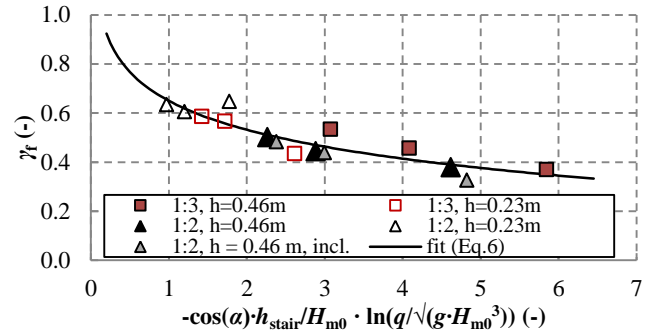 1.0
0.8
0.6
0.4
0.2
0.0
γf (-)
1:3, h=0.46m
1:3, h=0.23m
1:2, h=0.46m
1:2, h=0.23m
1:2, h = 0.46 m, incl.
fit (Eq.6)
0 1 2 3 4 5 6 7
-cos(α)·hstair/Hm0 · ln(q/√(g·Hm0³)) (-)